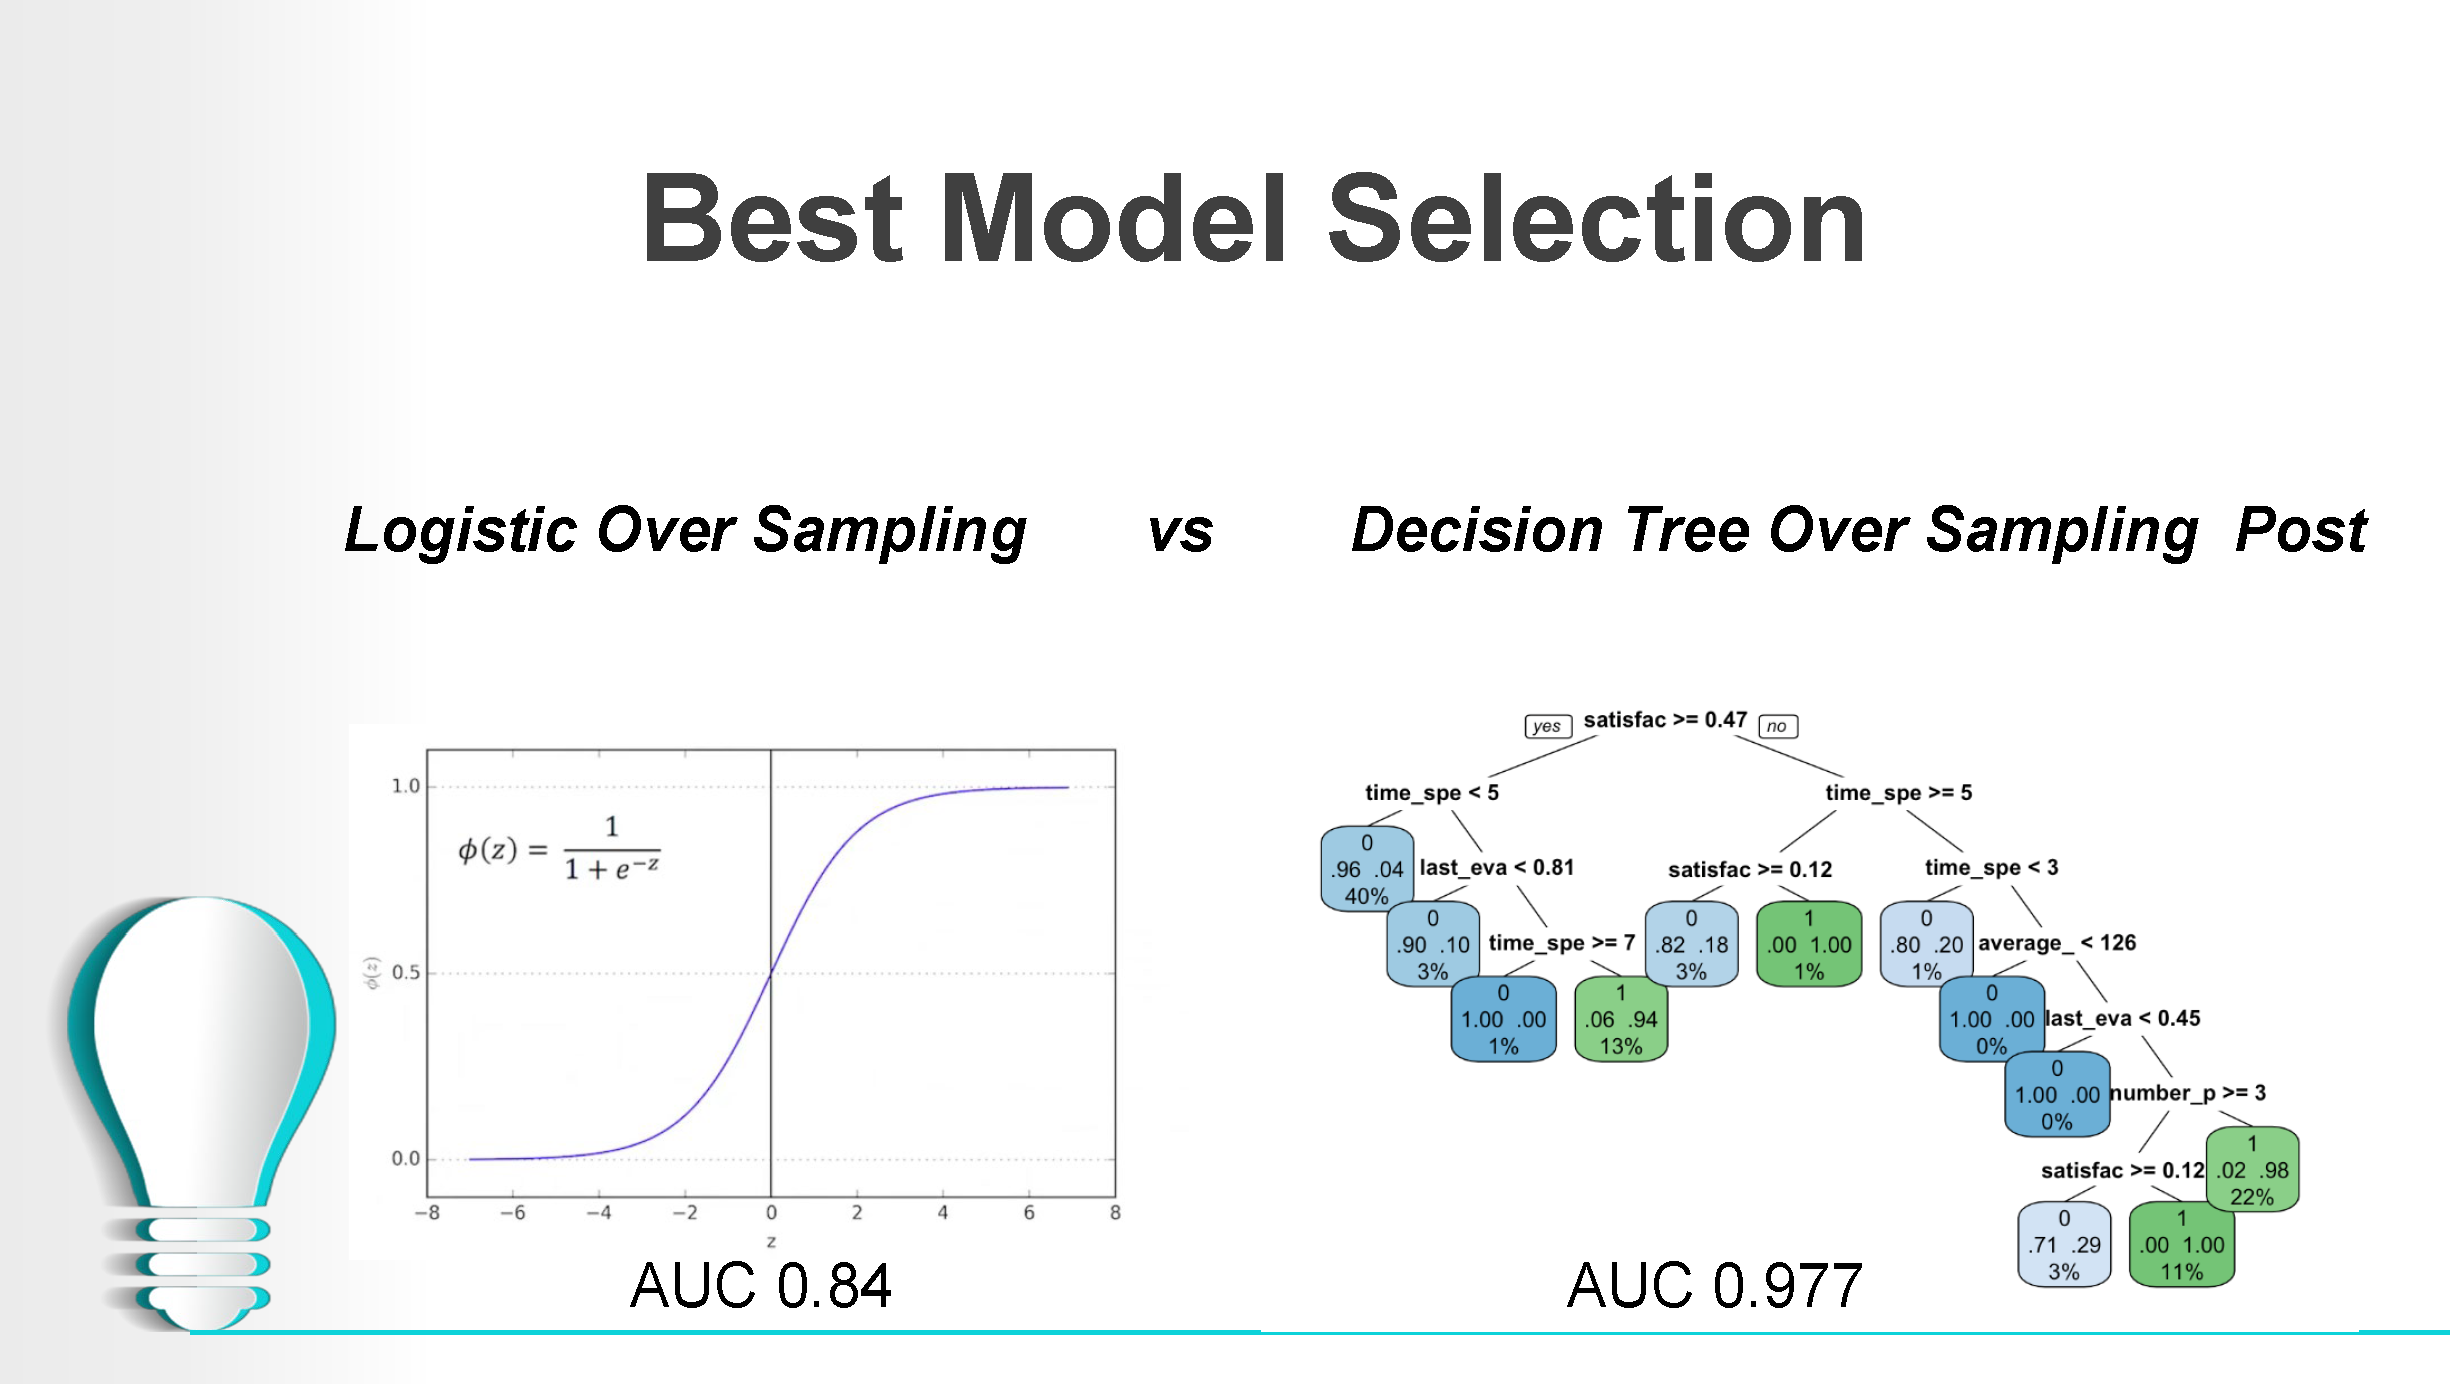 Best Model Selection
Logistic Over Sampling vs Decision Tree Over Sampling Post
1.0
0.5
0.0
ϕ(z)
ϕ(z) = 1 / (1 + e^−z)
−8 −6 −4 −2 0 2 4 6 8
z
AUC 0.84
yes satisfac >= 0.47 no
time_spe < 5
time_spe >= 5
0
.96 .04
40%
last_eva < 0.81
satisfac >= 0.12
time_spe < 3
0
.90 .10
3%
time_spe >= 7
0
.82 .18
3%
1
.00 1.00
1%
0
.80 .20
1%
average_ < 126
0
1.00 .00
1%
1
.06 .94
13%
0
1.00 .00
0%
last_eva < 0.45
0
1.00 .00
0%
number_p >= 3
satisfac >= 0.12
1
.02 .98
22%
0
.71 .29
3%
1
.00 1.00
11%
AUC 0.977